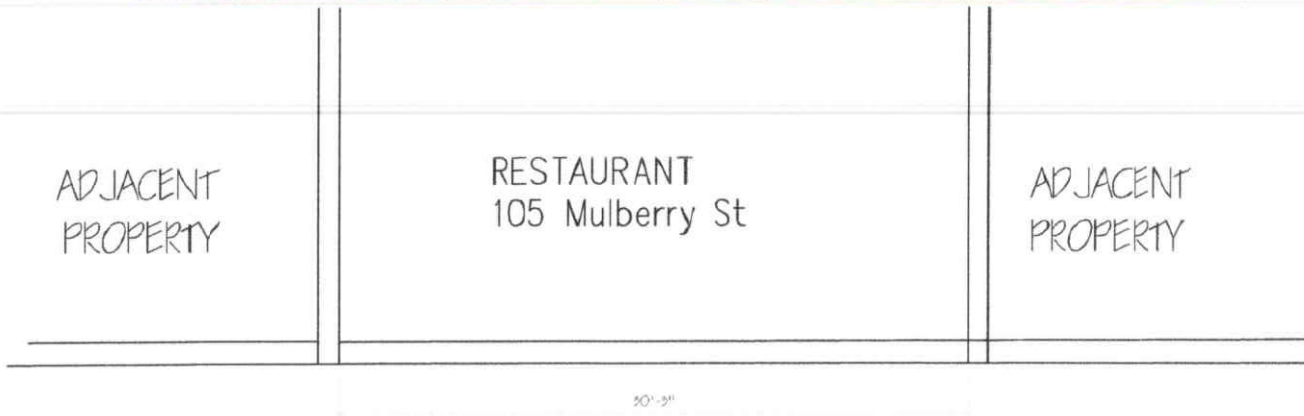 ADJACENT
PROPERTY
RESTAURANT
105 Mulberry St
ADJACENT
PROPERTY